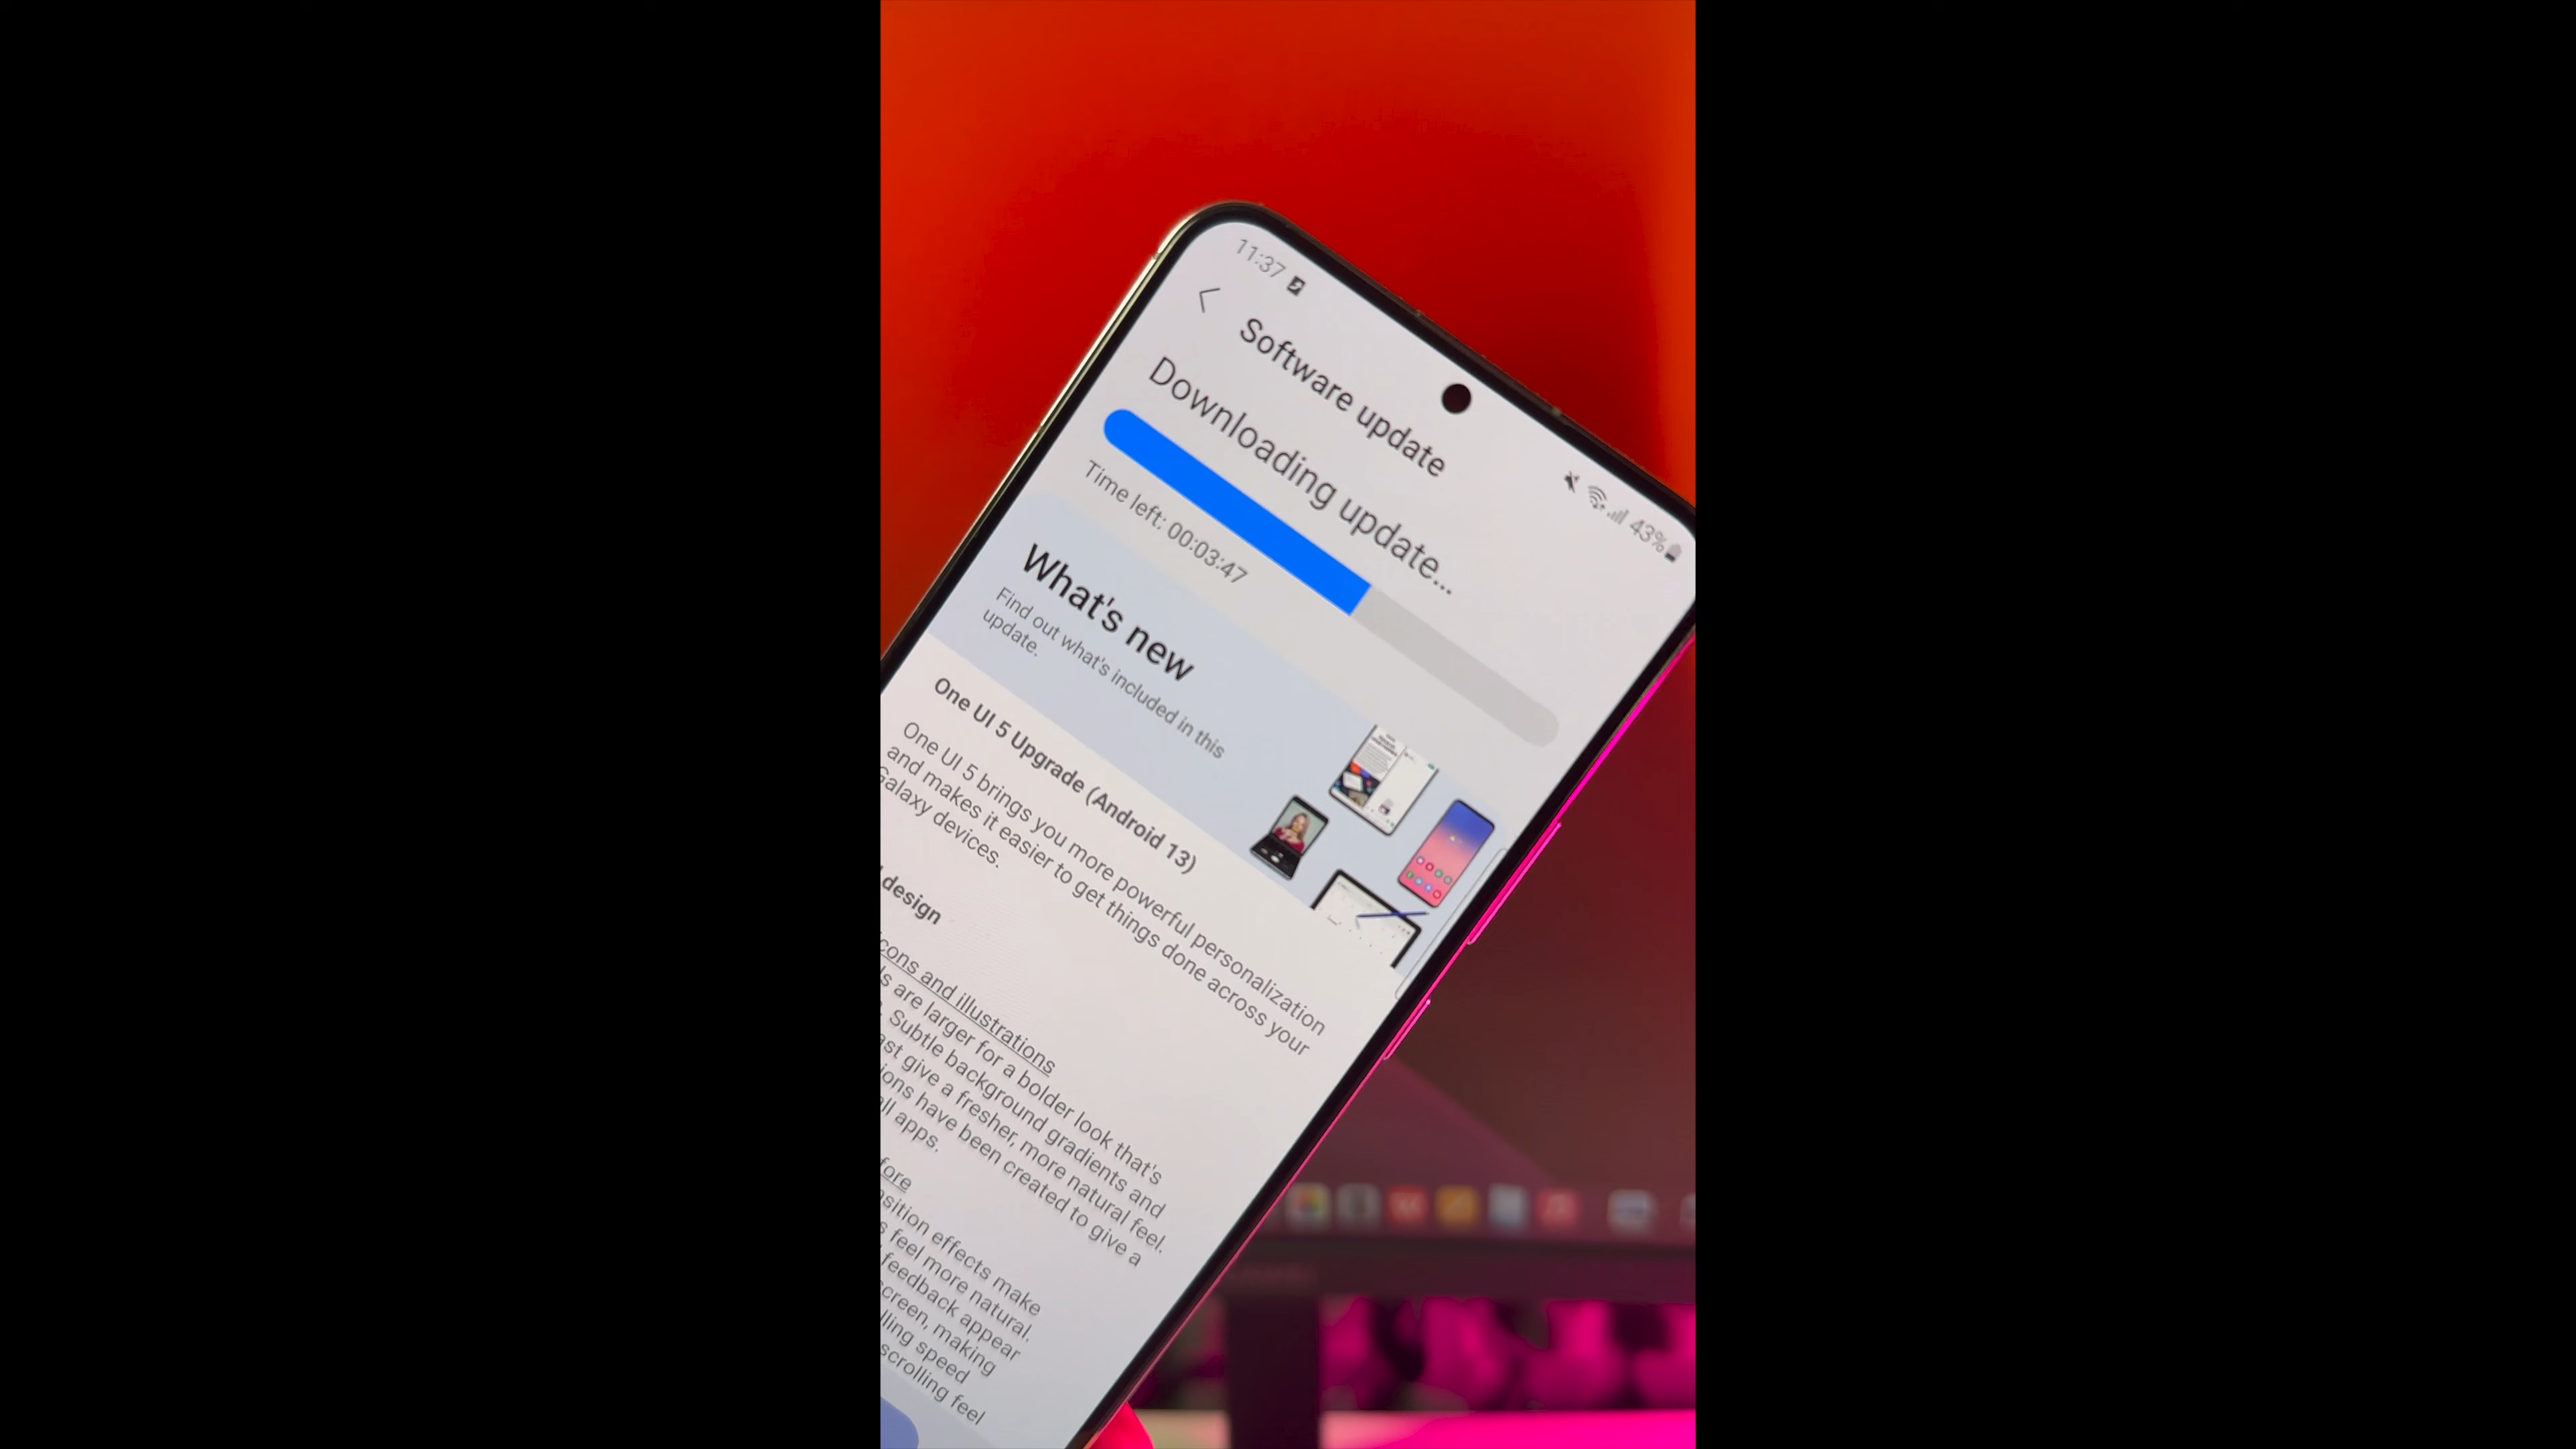 11:37
43%
Software update
Downloading update...
Time left: 00:03:47
What's new
Find out what's included in this
update.
One UI 5 Upgrade (Android 13)
One UI 5 brings you more powerful personalization
and makes it easier to get things done across your
Galaxy devices.
design
icons and illustrations
are larger for a bolder look that's
Subtle background gradients and
give a fresher, more natural feel.
have been created to give a
all apps.
effects make
feel more natural.
feedback appear
screen, making
speed
scrolling feel